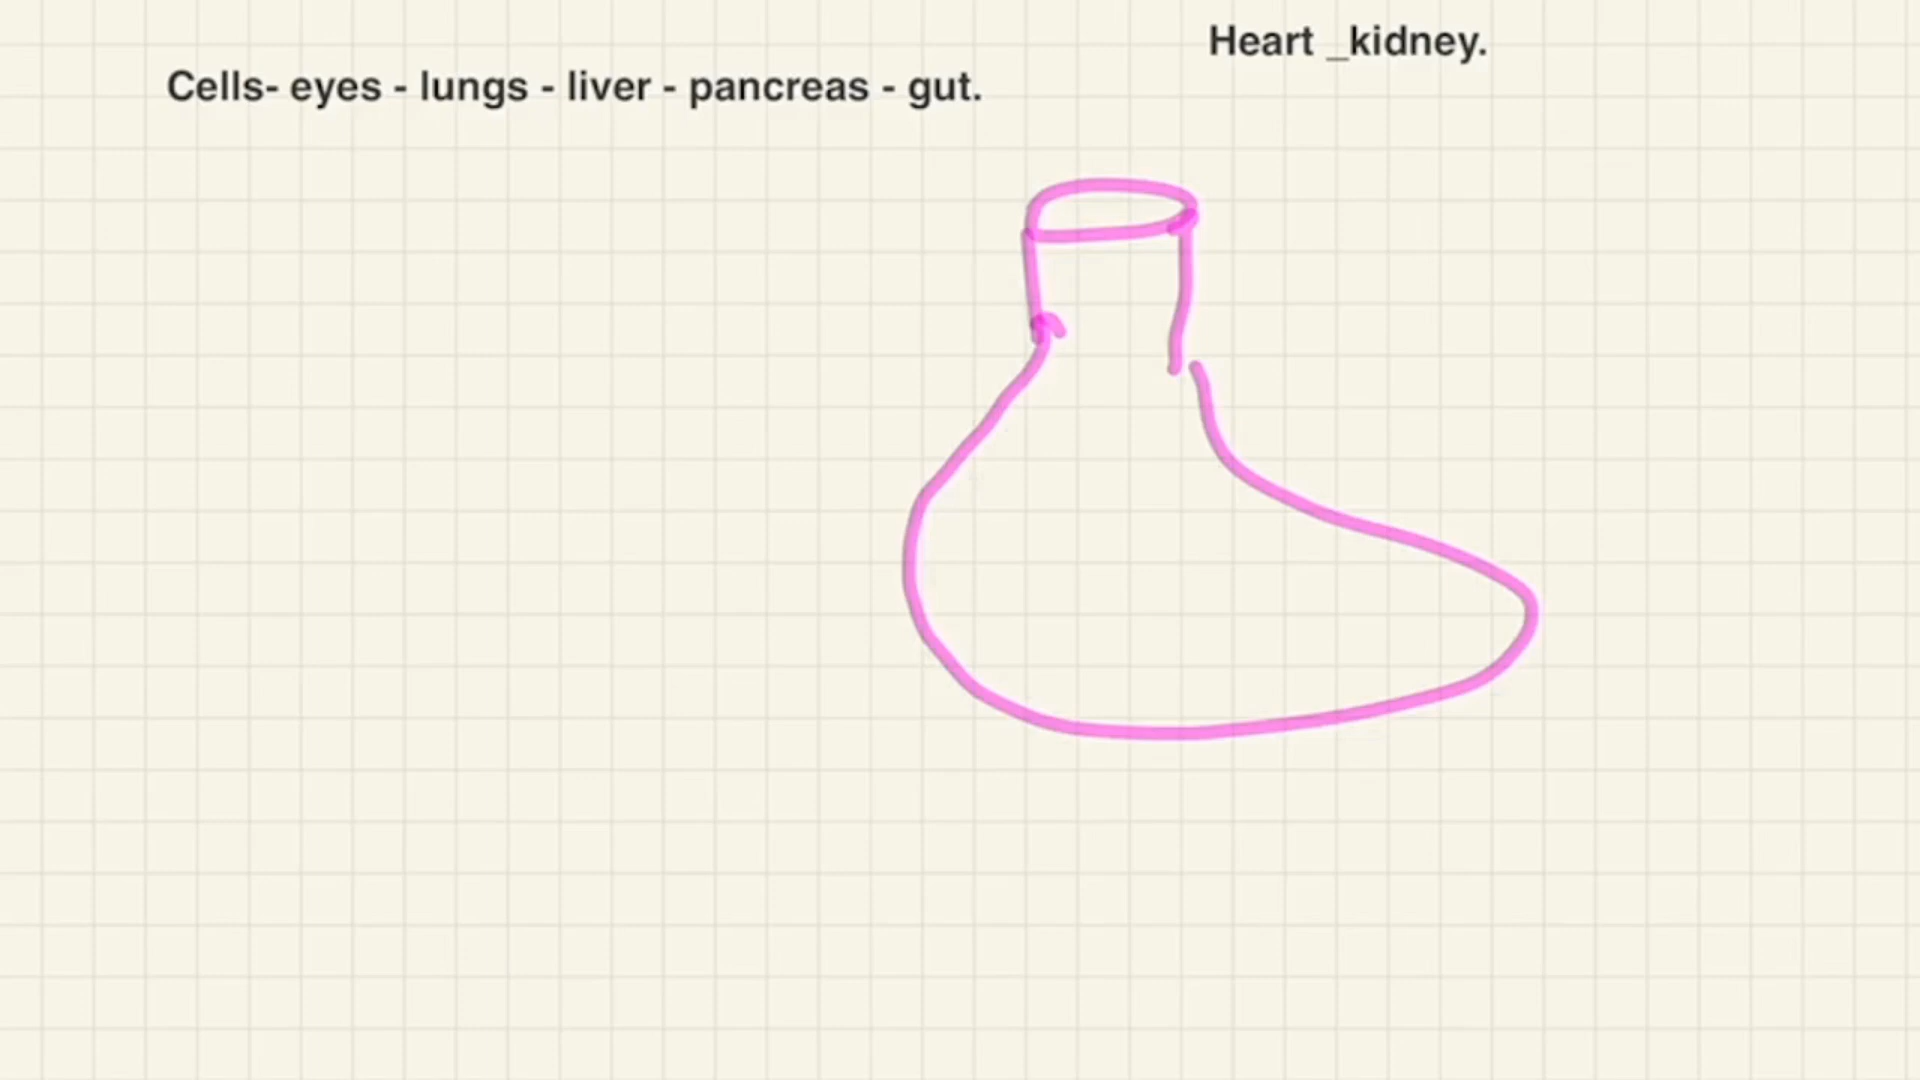 Heart _kidney.
Cells- eyes - lungs - liver - pancreas - gut.